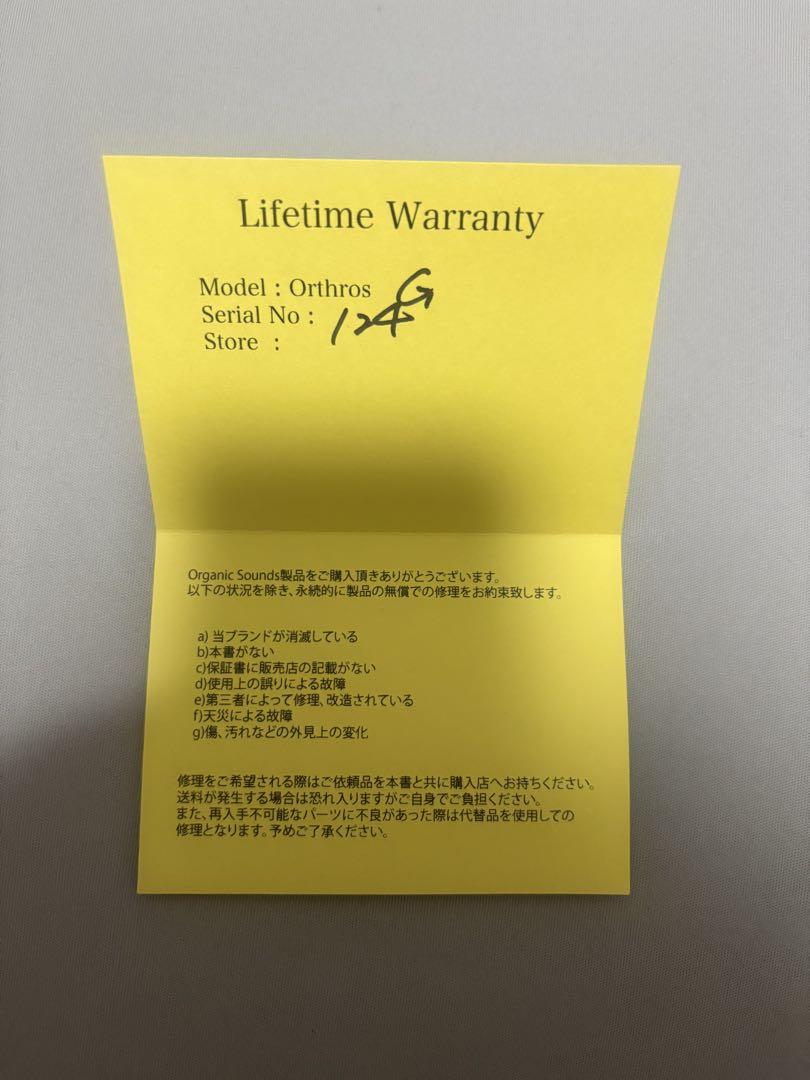 Lifetime Warranty
Model : Orthros G
Serial No : 124
Store :
Organic Sounds製品をご購入頂きありがとうございます。
以下の状況を除き、永続的に製品の無償での修理をお約束致します。
a) 当ブランドが消滅している
b)本書がない
c)保証書に販売店の記載がない
d)使用上の誤りによる故障
e)第三者によって修理、改造されている
f)天災による故障
g)傷、汚れなどの外見上の変化
修理をご希望される際はご依頼品を本書と共に購入店へお持ちください。
送料が発生する場合は恐れ入りますがご自身でご負担ください。
また、再入手不可能なパーツに不良があった際は代替品を使用しての
修理となります。予めご了承ください。